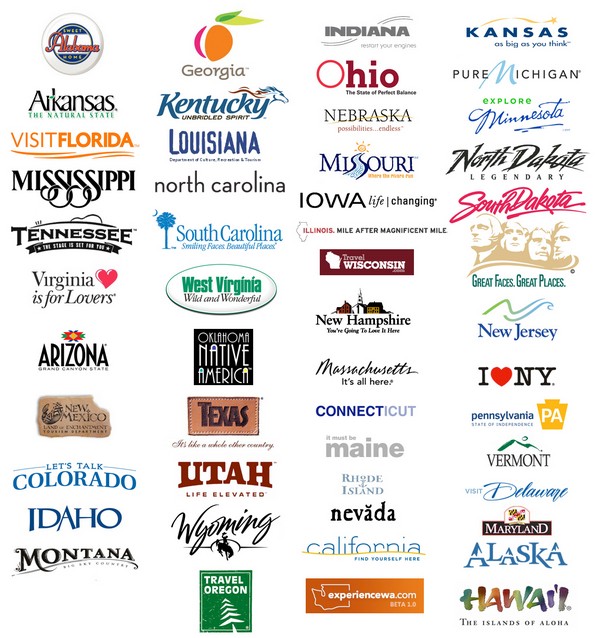 SWEET
Alabama
HOME
Arkansas
THE NATURAL STATE
VISITFLORIDA
MISSISSIPPI
TENNESSEE
THE STAGE IS SET FOR YOU
Virginia
is for Lovers
ARIZONA
GRAND CANYON STATE
NEW
MEXICO
LAND OF ENCHANTMENT
TOURISM DEPARTMENT
LET'S TALK
COLORADO
IDAHO
MONTANA
BIG SKY COUNTRY
Georgia
Kentucky
UNBRIDLED SPIRIT
LOUISIANA
Department of Culture, Recreation & Tourism
north carolina
South Carolina
Smiling Faces. Beautiful Places.
West Virginia
Wild and Wonderful
OKLAHOMA
NATIVE
AMERICA
TEXAS
It's like a whole other country.
UTAH
LIFE ELEVATED
Wyoming
TRAVEL
OREGON
INDIANA
restart your engines
Ohio
The State of Perfect Balance
NEBRASKA
possibilities...endless
MISSOURI
Where the rivers run
IOWA life | changing
ILLINOIS. MILE AFTER MAGNIFICENT MILE
Travel
WISCONSIN
.COM
New Hampshire
You're Going To Love It Here
Massachusetts
It's all here.
CONNECTICUT
it must be
maine
RHODE
ISLAND
nevada
california
FIND YOURSELF HERE
experiencewa.com
BETA 1.0
KANSAS
as big as you think
PURE MICHIGAN
EXPLORE
Minnesota
North Dakota
LEGENDARY
South Dakota
GREAT FACES. GREAT PLACES.
New Jersey
I NY.
pennsylvania PA
STATE OF INDEPENDENCE
VERMONT
VISIT Delaware
MARYLAND
ALASKA
HAWAI'I
THE ISLANDS OF ALOHA